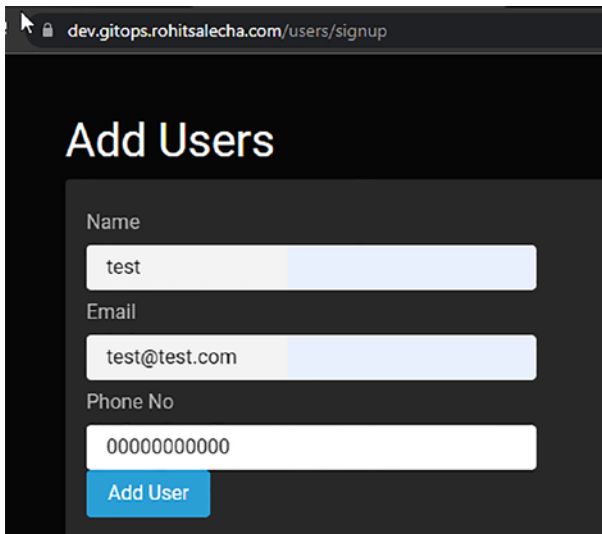 dev.gitops.rohitsalecha.com/users/signup
Add Users
Name
test
Email
test@test.com
Phone No
00000000000
Add User